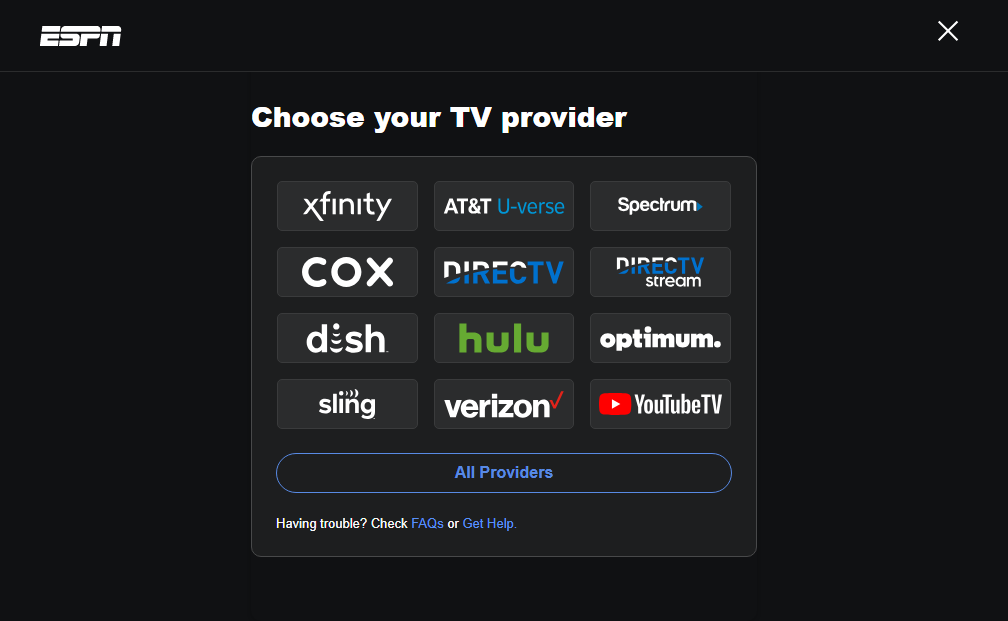 ESPN
Choose your TV provider
xfinity
AT&T U-verse
Spectrum
COX
DIRECTV
DIRECTV
stream
dish
hulu
optimum.
sling
verizon
YouTubeTV
All Providers
Having trouble? Check FAQs or Get Help.